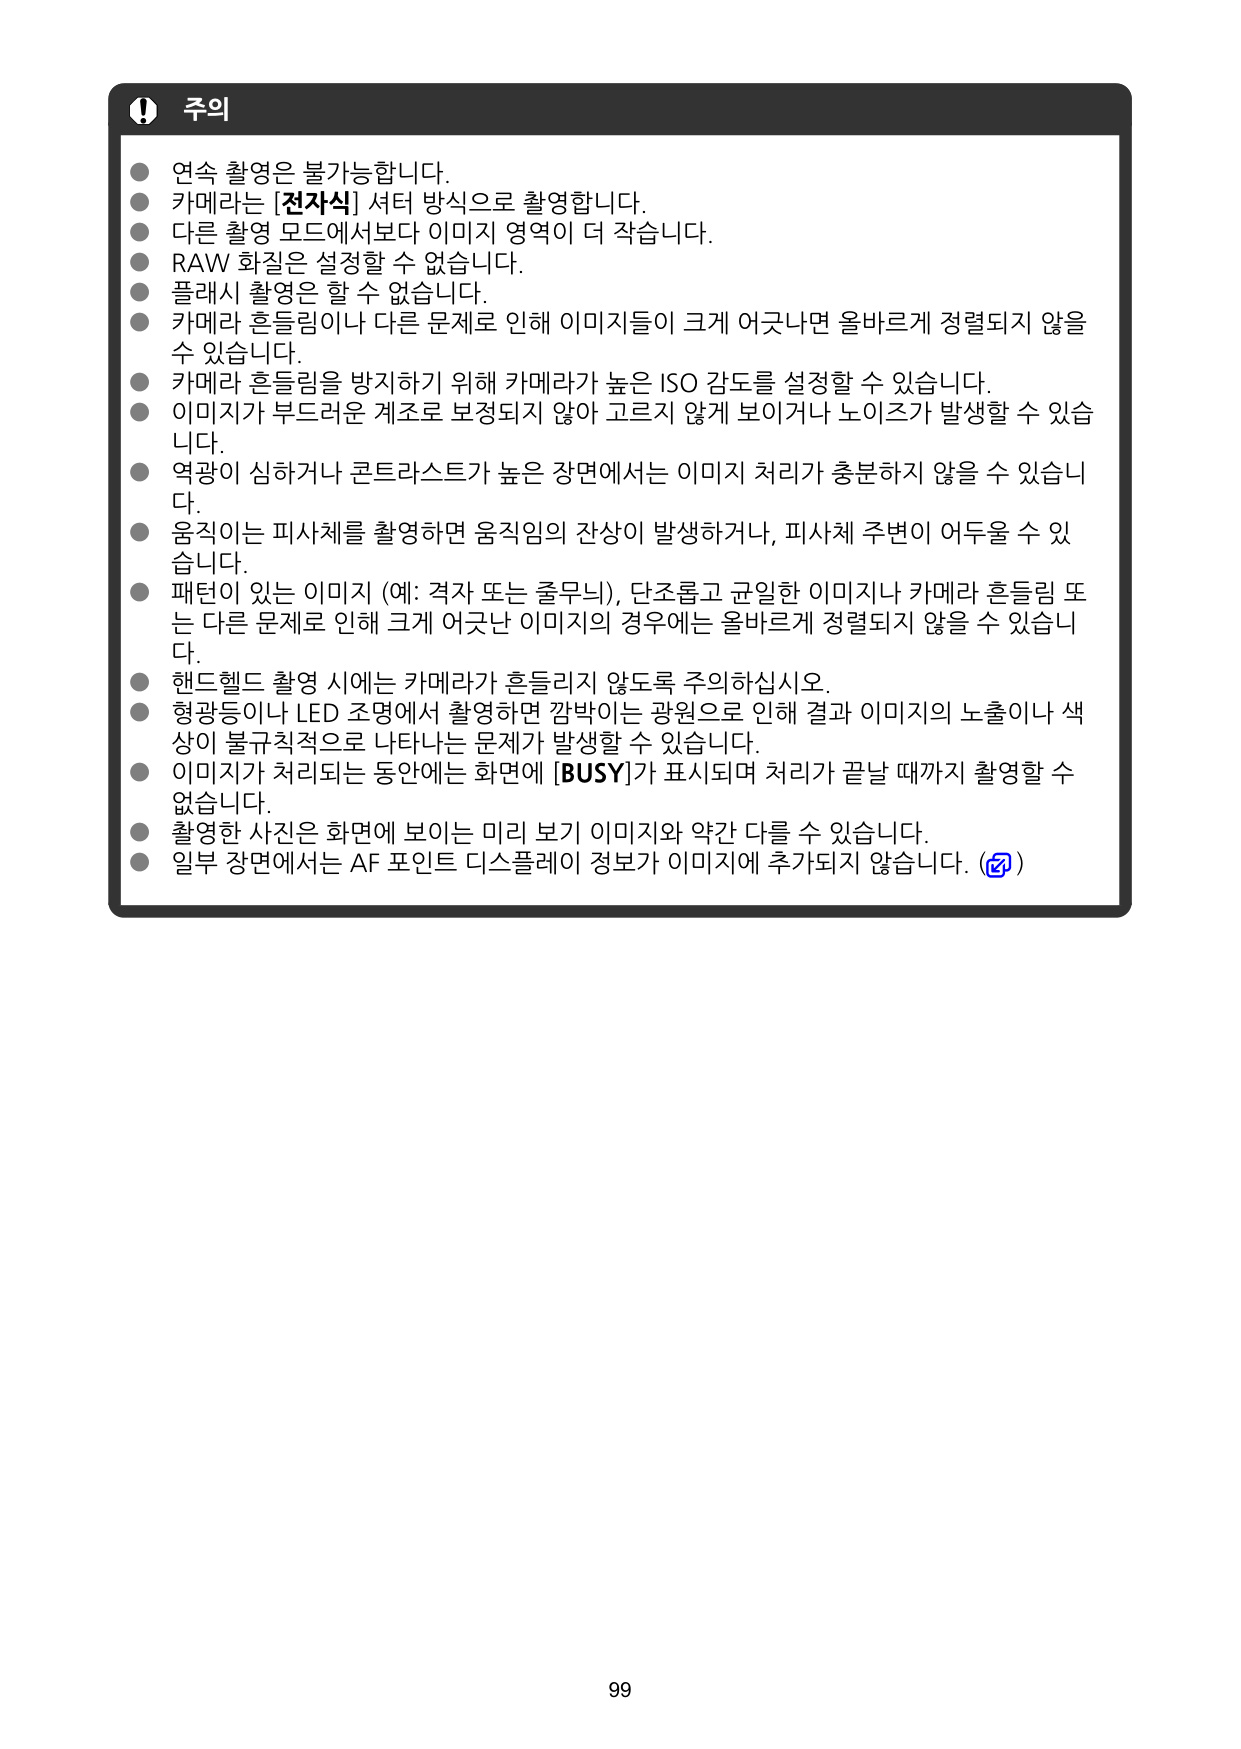 주의
● 연속 촬영은 불가능합니다.
● 카메라는 [전자식] 셔터 방식으로 촬영합니다.
● 다른 촬영 모드에서보다 이미지 영역이 더 작습니다.
● RAW 화질은 설정할 수 없습니다.
● 플래시 촬영은 할 수 없습니다.
● 카메라 흔들림이나 다른 문제로 인해 이미지들이 크게 어긋나면 올바르게 정렬되지 않을
수 있습니다.
● 카메라 흔들림을 방지하기 위해 카메라가 높은 ISO 감도를 설정할 수 있습니다.
● 이미지가 부드러운 계조로 보정되지 않아 고르지 않게 보이거나 노이즈가 발생할 수 있습
니다.
● 역광이 심하거나 콘트라스트가 높은 장면에서는 이미지 처리가 충분하지 않을 수 있습니
다.
● 움직이는 피사체를 촬영하면 움직임의 잔상이 발생하거나, 피사체 주변이 어두울 수 있
습니다.
● 패턴이 있는 이미지 (예: 격자 또는 줄무늬), 단조롭고 균일한 이미지나 카메라 흔들림 또
는 다른 문제로 인해 크게 어긋난 이미지의 경우에는 올바르게 정렬되지 않을 수 있습니
다.
● 핸드헬드 촬영 시에는 카메라가 흔들리지 않도록 주의하십시오.
● 형광등이나 LED 조명에서 촬영하면 깜박이는 광원으로 인해 결과 이미지의 노출이나 색
상이 불규칙적으로 나타나는 문제가 발생할 수 있습니다.
● 이미지가 처리되는 동안에는 화면에 [BUSY]가 표시되며 처리가 끝날 때까지 촬영할 수
없습니다.
● 촬영한 사진은 화면에 보이는 미리 보기 이미지와 약간 다를 수 있습니다.
● 일부 장면에서는 AF 포인트 디스플레이 정보가 이미지에 추가되지 않습니다. ( )
99